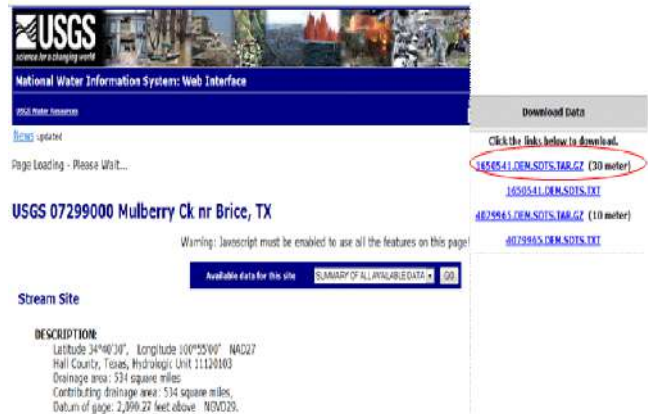 USGS
science for a changing world
National Water Information System: Web Interface
USGS Water Resources
News updated
Page Loading - Please Wait...
USGS 07299000 Mulberry Ck nr Brice, TX
Warning: Javascript must be enabled to use all the features on this page!
Available data for this site SUMMARY OF ALL AVAILABLE DATA GO
Stream Site
DESCRIPTION:
Latitude 34°40'30", Longitude 100°55'00" NAD27
Hall County, Texas, Hydrologic Unit 11120103
Drainage area: 534 square miles
Contributing drainage area: 534 square miles,
Datum of gage: 2,090.27 feet above NGVD29.
Download Data
Click the links below to download.
1650541.DEM.SDTS.TAR.GZ (30 meter)
1650541.DEM.SDTS.TXT
4029965.DEM.SDTS.TAR.GZ (10 meter)
4029965.DEM.SDTS.TXT